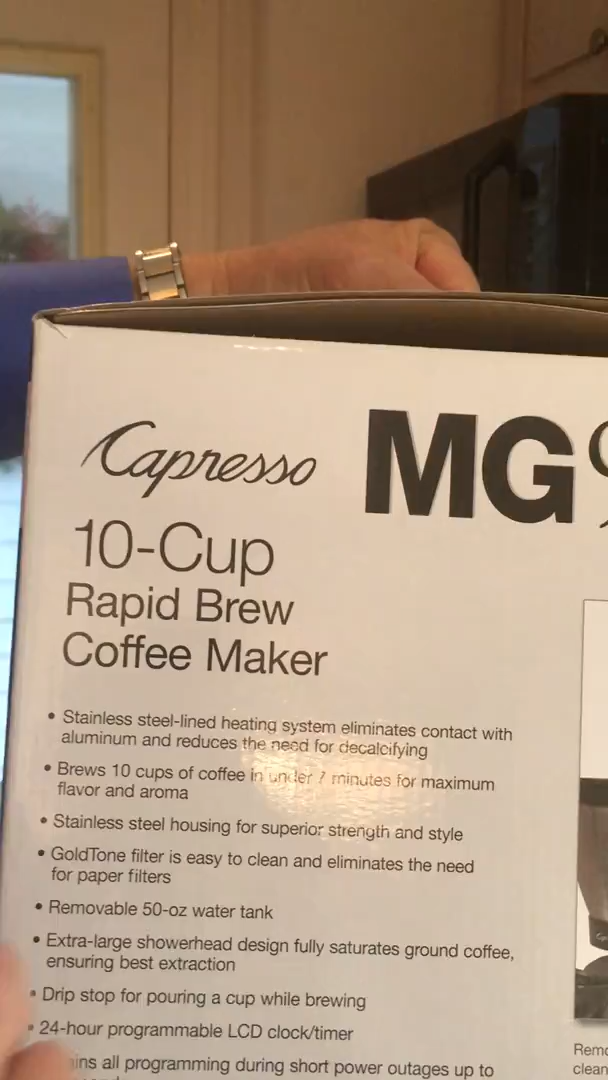 Capresso MG
10-Cup
Rapid Brew
Coffee Maker
• Stainless steel-lined heating system eliminates contact with
aluminum and reduces the need for decalcifying
• Brews 10 cups of coffee in under 7 minutes for maximum
flavor and aroma
• Stainless steel housing for superior strength and style
• GoldTone filter is easy to clean and eliminates the need
for paper filters
• Removable 50-oz water tank
• Extra-large showerhead design fully saturates ground coffee,
ensuring best extraction
• Drip stop for pouring a cup while brewing
• 24-hour programmable LCD clock/timer
all programming during short power outages up to